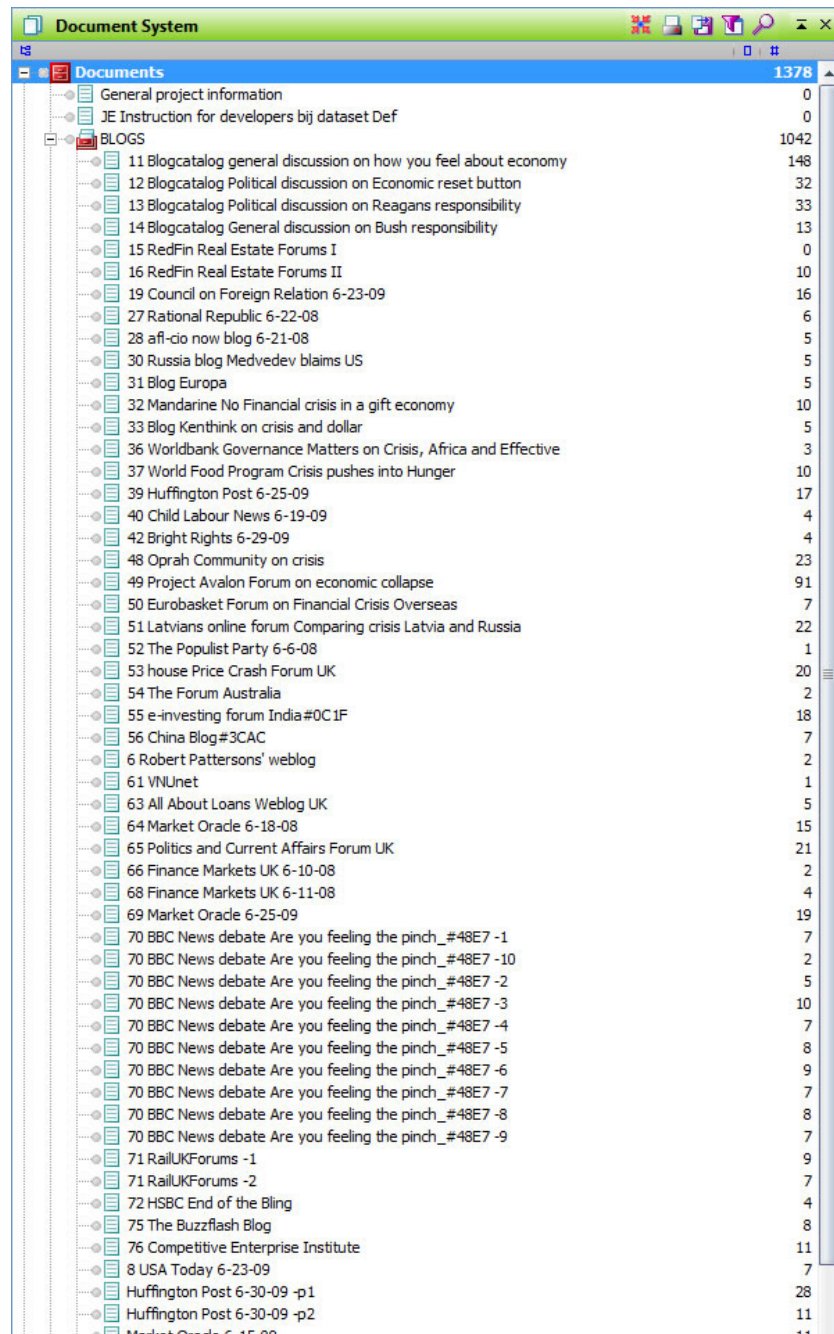 Document System
#
Documents 1378
General project information 0
JE Instruction for developers bij dataset Def 0
BLOGS 1042
11 Blogcatalog general discussion on how you feel about economy 148
12 Blogcatalog Political discussion on Economic reset button 32
13 Blogcatalog Political discussion on Reagans responsibility 33
14 Blogcatalog General discussion on Bush responsibility 13
15 RedFin Real Estate Forums I 0
16 RedFin Real Estate Forums II 10
19 Council on Foreign Relation 6-23-09 16
27 Rational Republic 6-22-08 6
28 afl-cio now blog 6-21-08 5
30 Russia blog Medvedev blaims US 5
31 Blog Europa 5
32 Mandarine No Financial crisis in a gift economy 10
33 Blog Kenthink on crisis and dollar 5
36 Worldbank Governance Matters on Crisis, Africa and Effective 3
37 World Food Program Crisis pushes into Hunger 10
39 Huffington Post 6-25-09 17
40 Child Labour News 6-19-09 4
42 Bright Rights 6-29-09 4
48 Oprah Community on crisis 23
49 Project Avalon Forum on economic collapse 91
50 Eurobasket Forum on Financial Crisis Overseas 7
51 Latvians online forum Comparing crisis Latvia and Russia 22
52 The Populist Party 6-6-08 1
53 house Price Crash Forum UK 20
54 The Forum Australia 2
55 e-investing forum India#0C1F 18
56 China Blog#3CAC 7
6 Robert Pattersons' weblog 2
61 VNUnet 1
63 All About Loans Weblog UK 5
64 Market Oracle 6-18-08 15
65 Politics and Current Affairs Forum UK 21
66 Finance Markets UK 6-10-08 2
68 Finance Markets UK 6-11-08 4
69 Market Oracle 6-25-09 19
70 BBC News debate Are you feeling the pinch_#48E7 -1 7
70 BBC News debate Are you feeling the pinch_#48E7 -10 2
70 BBC News debate Are you feeling the pinch_#48E7 -2 5
70 BBC News debate Are you feeling the pinch_#48E7 -3 10
70 BBC News debate Are you feeling the pinch_#48E7 -4 7
70 BBC News debate Are you feeling the pinch_#48E7 -5 8
70 BBC News debate Are you feeling the pinch_#48E7 -6 9
70 BBC News debate Are you feeling the pinch_#48E7 -7 7
70 BBC News debate Are you feeling the pinch_#48E7 -8 8
70 BBC News debate Are you feeling the pinch_#48E7 -9 7
71 RailUKForums -1 9
71 RailUKForums -2 7
72 HSBC End of the Bling 4
75 The Buzzflash Blog 8
76 Competitive Enterprise Institute 11
8 USA Today 6-23-09 7
Huffington Post 6-30-09 -p1 28
Huffington Post 6-30-09 -p2 11
Market Oracle 6-15-09 11